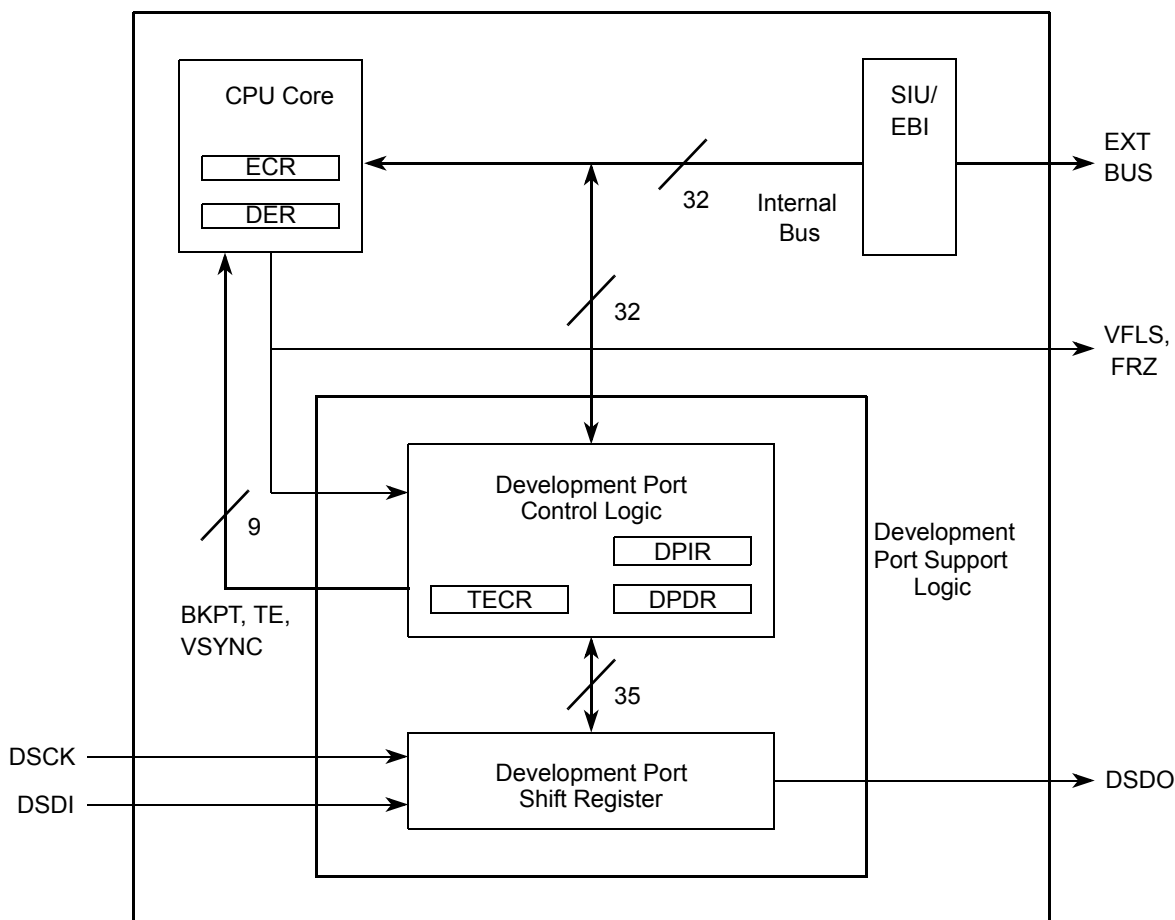 CPU Core
ECR
DER
SIU/
EBI
EXT
BUS
32
Internal
Bus
32
VFLS,
FRZ
Development Port
Control Logic
DPIR
TECR
DPDR
9
BKPT, TE,
VSYNC
Development
Port Support
Logic
35
DSCK
DSDI
Development Port
Shift Register
DSDO